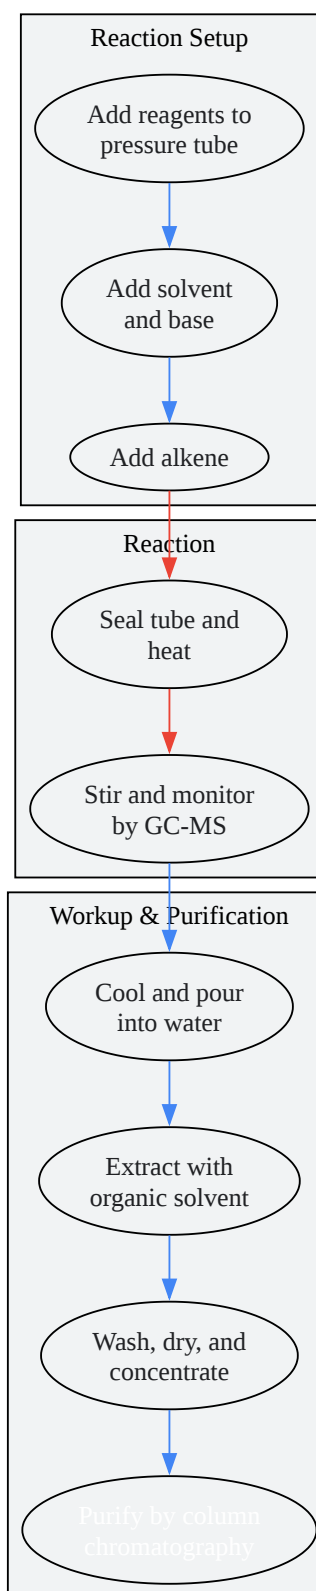 Reaction Setup
Add reagents to
pressure tube
Add solvent
and base
Add alkene
Reaction
Seal tube and
heat
Stir and monitor
by GC-MS
Workup & Purification
Cool and pour
into water
Extract with
organic solvent
Wash, dry, and
concentrate
Purify by column
chromatography